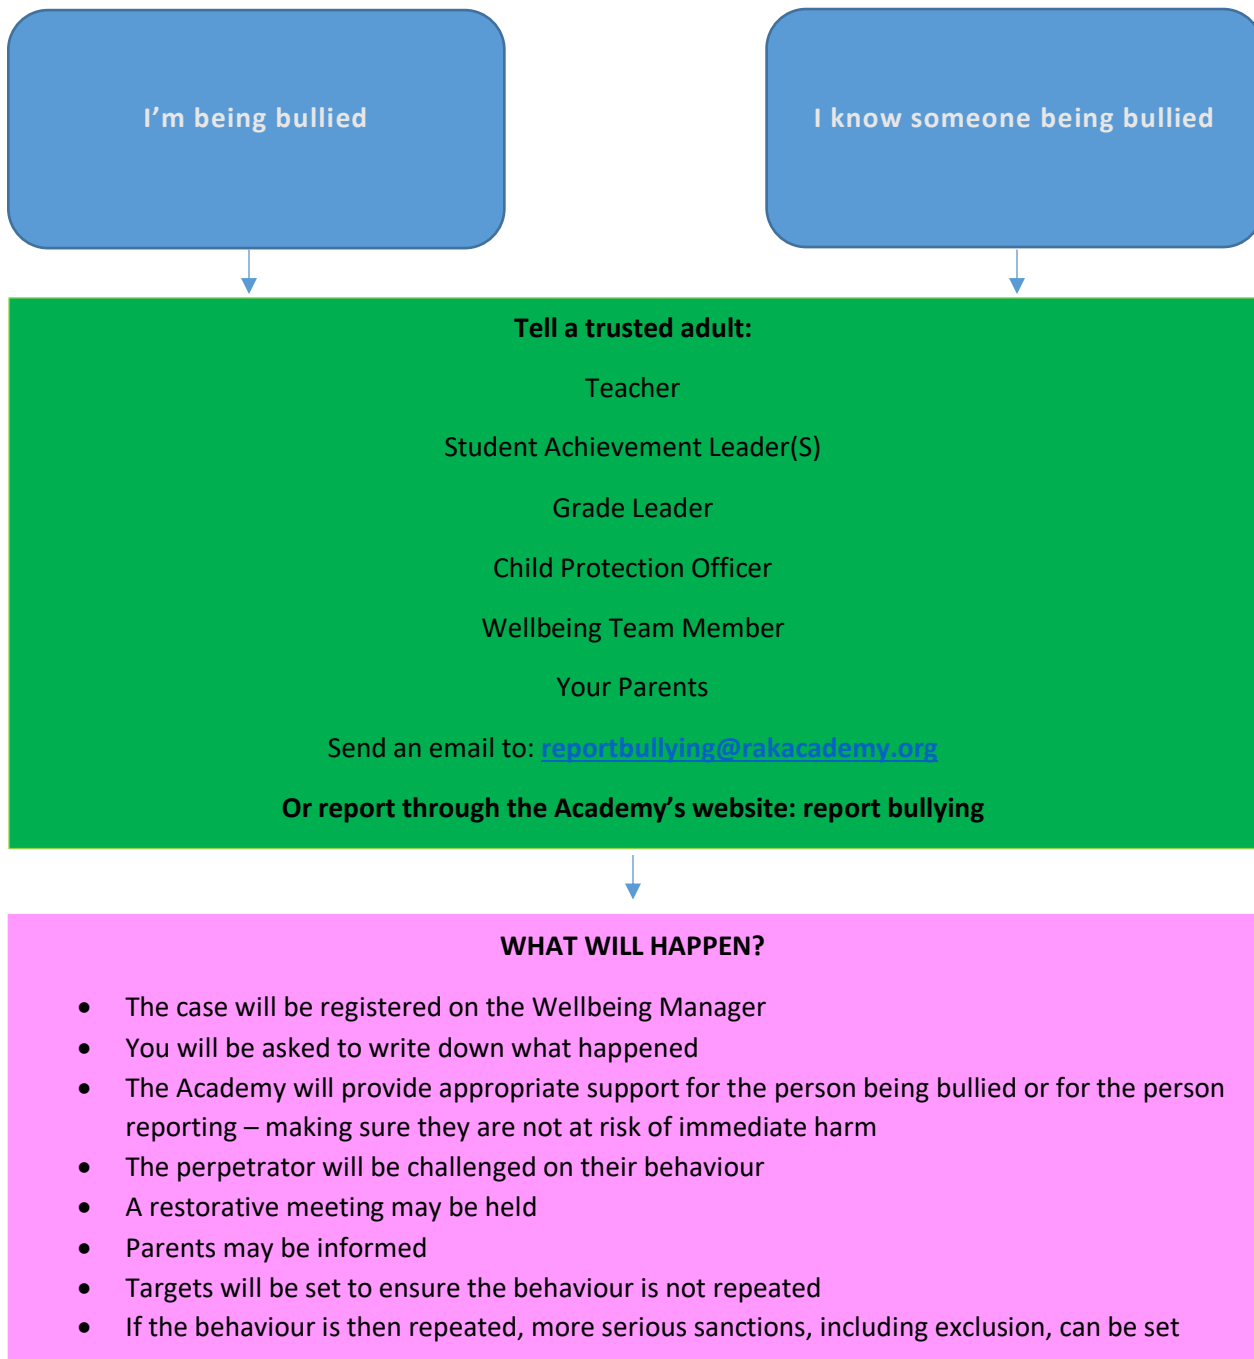 I'm being bullied
I know someone being bullied
Tell a trusted adult:
Teacher
Student Achievement Leader(S)
Grade Leader
Child Protection Officer
Wellbeing Team Member
Your Parents
Send an email to: reportbullying@rakacademy.org
Or report through the Academy's website: report bullying
WHAT WILL HAPPEN?
• The case will be registered on the Wellbeing Manager
• You will be asked to write down what happened
• The Academy will provide appropriate support for the person being bullied or for the person
reporting – making sure they are not at risk of immediate harm
• The perpetrator will be challenged on their behaviour
• A restorative meeting may be held
• Parents may be informed
• Targets will be set to ensure the behaviour is not repeated
• If the behaviour is then repeated, more serious sanctions, including exclusion, can be set